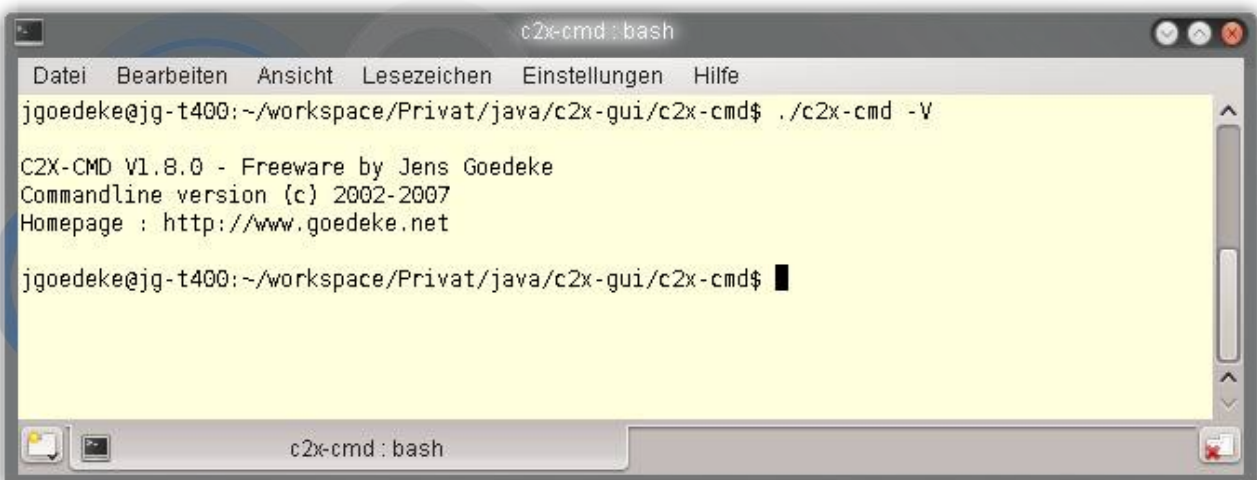 c2x-cmd : bash
Datei Bearbeiten Ansicht Lesezeichen Einstellungen Hilfe
jgoedeke@jg-t400:~/workspace/Privat/java/c2x-gui/c2x-cmd$ ./c2x-cmd -V
C2X-CMD V1.8.0 - Freeware by Jens Goedeke
Commandline version (c) 2002-2007
Homepage : http://www.goedeke.net
jgoedeke@jg-t400:~/workspace/Privat/java/c2x-gui/c2x-cmd$
c2x-cmd : bash